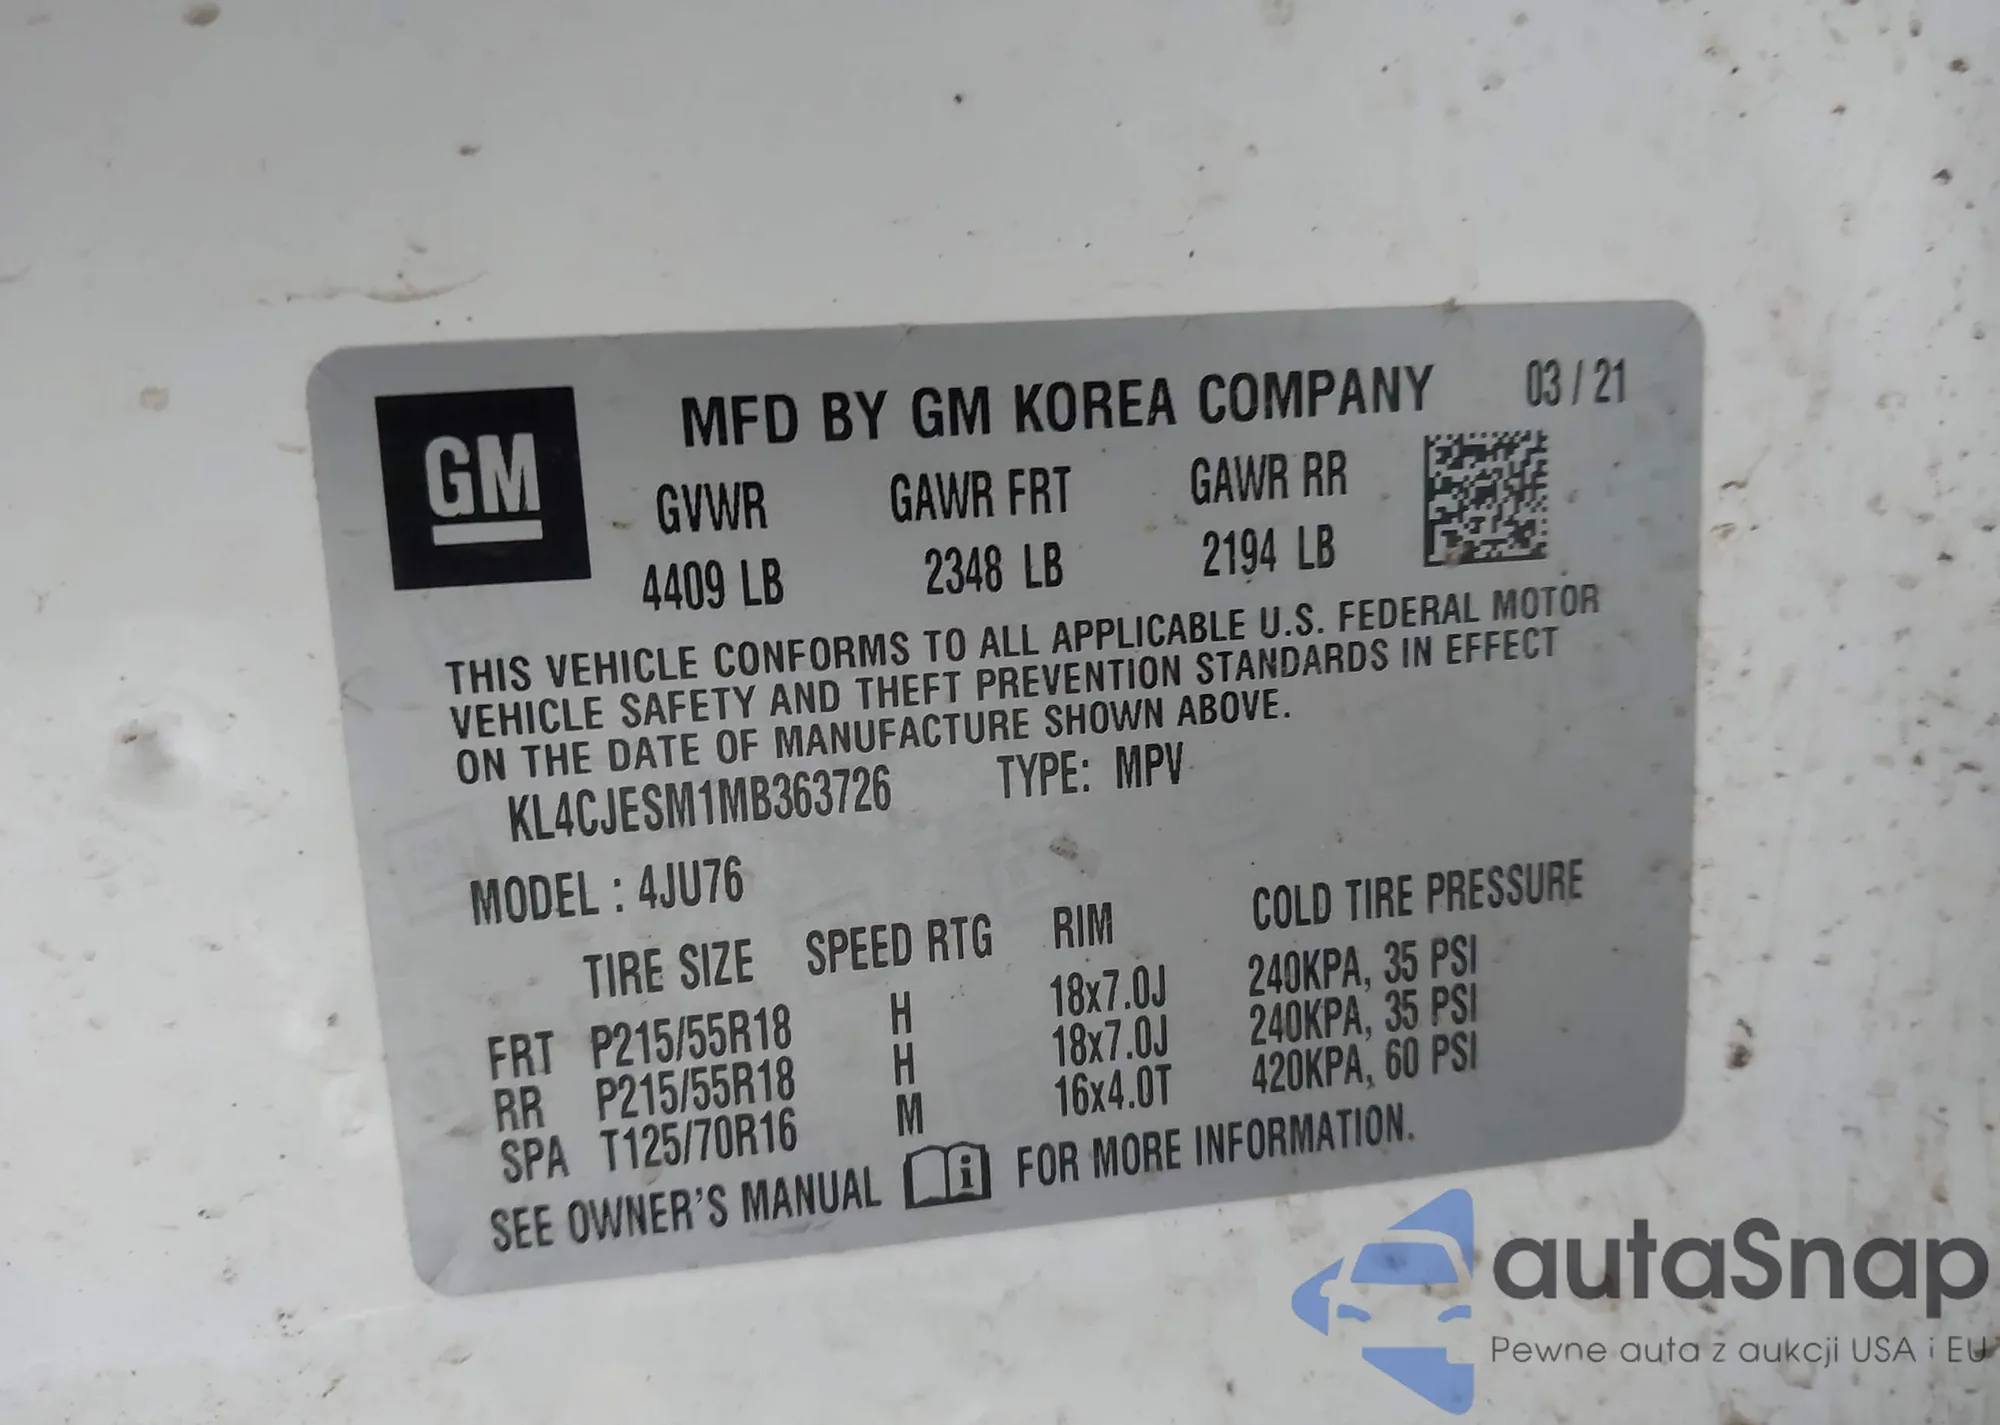 GM
MFD BY GM KOREA COMPANY 03 / 21
GVWR GAWR FRT GAWR RR
4409 LB 2348 LB 2194 LB
THIS VEHICLE CONFORMS TO ALL APPLICABLE U.S. FEDERAL MOTOR
VEHICLE SAFETY AND THEFT PREVENTION STANDARDS IN EFFECT
ON THE DATE OF MANUFACTURE SHOWN ABOVE.
KL4CJESM1MB363726 TYPE: MPV
MODEL : 4JU76
TIRE SIZE SPEED RTG RIM COLD TIRE PRESSURE
FRT P215/55R18 H 18x7.0J 240KPA, 35 PSI
RR P215/55R18 H 18x7.0J 240KPA, 35 PSI
SPA T125/70R16 M 16x4.0T 420KPA, 60 PSI
SEE OWNER'S MANUAL i FOR MORE INFORMATION.
autaSnap
Pewne auta z aukcji USA i EU